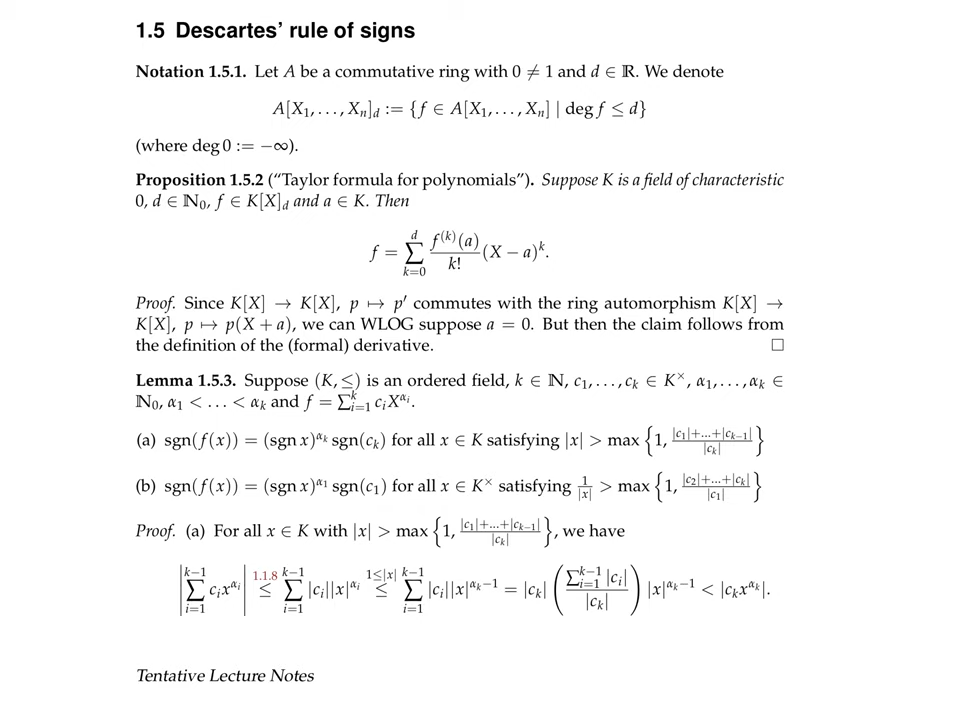 1.5 Descartes’ rule of signs
Notation 1.5.1. Let A be a commutative ring with 0 ≠ 1 and d ∈ ℝ. We denote
A[X₁, . . . , Xₙ]_d := {f ∈ A[X₁, . . . , Xₙ] | deg f ≤ d}
(where deg 0 := −∞).
Proposition 1.5.2 (“Taylor formula for polynomials”). Suppose K is a field of characteristic
0, d ∈ ℕ₀, f ∈ K[X]_d and a ∈ K. Then
f = ∑_{k=0}^{d} \frac{f^{(k)}(a)}{k!} (X − a)^k.
Proof. Since K[X] → K[X], p ↦ p′ commutes with the ring automorphism K[X] →
K[X], p ↦ p(X + a), we can WLOG suppose a = 0. But then the claim follows from
the definition of the (formal) derivative. □
Lemma 1.5.3. Suppose (K, ≤) is an ordered field, k ∈ ℕ, c₁, . . . , c_k ∈ K^×, α₁, . . . , α_k ∈
ℕ₀, α₁ < . . . < α_k and f = ∑_{i=1}^{k} c_i X^{α_i}.
(a) sgn(f(x)) = (sgn x)^{α_k} sgn(c_k) for all x ∈ K satisfying |x| > max {1, \frac{|c₁|+...+|c_{k−1}|}{|c_k|}}
(b) sgn(f(x)) = (sgn x)^{α₁} sgn(c₁) for all x ∈ K^× satisfying \frac{1}{|x|} > max {1, \frac{|c₂|+...+|c_k|}{|c₁|}}
Proof. (a) For all x ∈ K with |x| > max {1, \frac{|c₁|+...+|c_{k−1}|}{|c_k|}}, we have
|∑_{i=1}^{k−1} c_i x^{α_i}| \overset{1.1.8}{≤} ∑_{i=1}^{k−1} |c_i||x|^{α_i} \overset{1≤|x|}{≤} ∑_{i=1}^{k−1} |c_i||x|^{α_k−1} = |c_k| (\frac{∑_{i=1}^{k−1} |c_i|}{|c_k|}) |x|^{α_k−1} < |c_k x^{α_k}|.
Tentative Lecture Notes